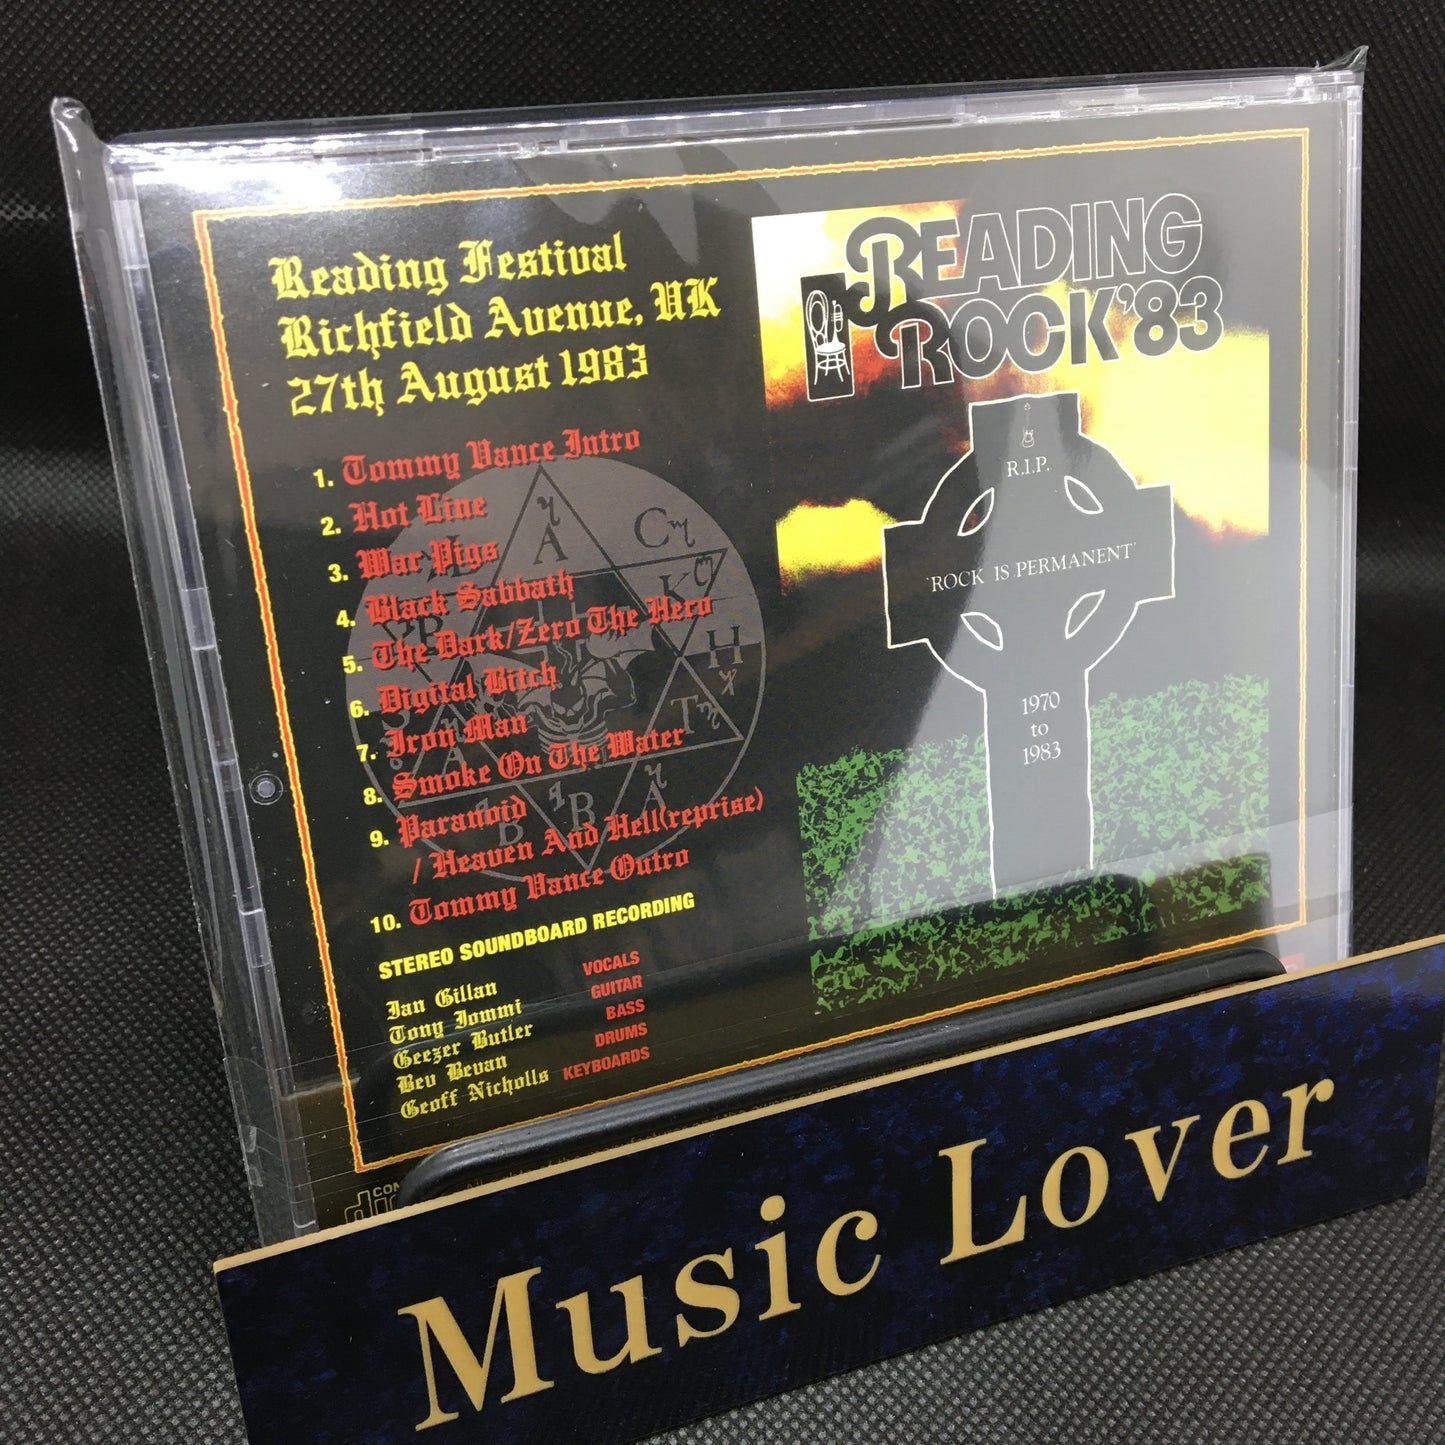 Reading Festival
Richfield Avenue, UK
27th August 1983
1. Tommy Vance Intro
2. Hot Line
3. War Pigs
4. Black Sabbath
5. The Dark/Zero The Hero
6. Digital Bitch
7. Iron Man
8. Smoke On The Water
9. Paranoid
/ Heaven And Hell(reprise)
10. Tommy Vance Outro
STEREO SOUNDBOARD RECORDING
Ian Gillan VOCALS
Tony Iommi GUITAR
Geezer Butler BASS
Bev Bevan DRUMS
Geoff Nicholls KEYBOARDS
READING
ROCK'83
R.I.P.
'ROCK IS PERMANENT'
1970
to
1983
Music Lover